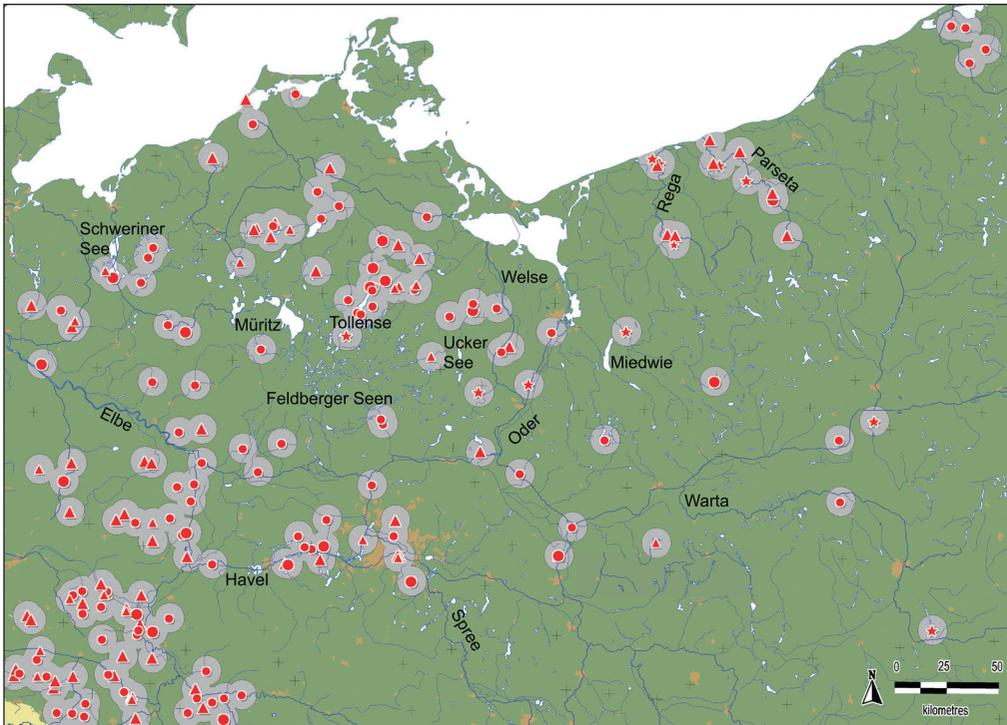 Parseta
Rega
Schweriner
See
Welse
Müritz
Tollense
Ucker
See
Miedwie
Feldberger Seen
Elbe
Oder
Warta
Havel
Spree
N
0 25 50
kilometres